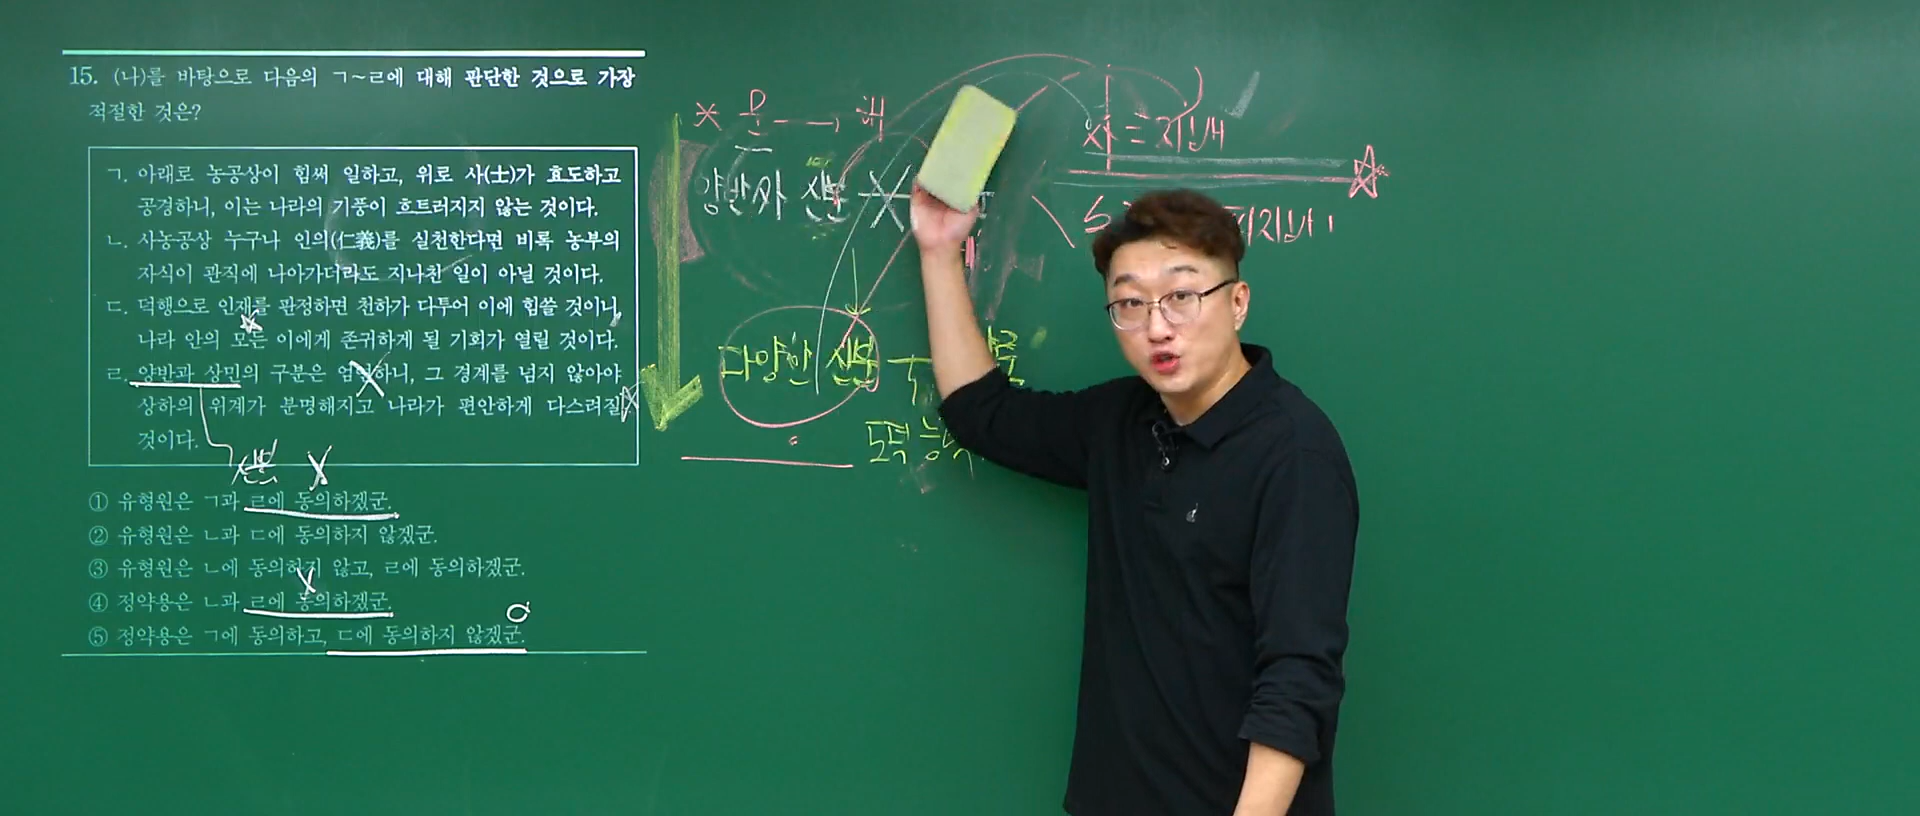 15. (나)를 바탕으로 다음의 ㄱ~ㄹ에 대해 판단한 것으로 가장
적절한 것은?
ㄱ. 아래로 농공상이 힘써 일하고, 위로 사(士)가 효도하고
공경하니, 이는 나라의 기풍이 흐트러지지 않는 것이다.
ㄴ. 사농공상 누구나 인의(仁義)를 실천한다면 비록 농부의
자식이 관직에 나아가더라도 지나친 일이 아닐 것이다.
ㄷ. 덕행으로 인재를 판정하면 천하가 다투어 이에 힘쓸 것이니,
나라 안의 모든 이에게 존귀하게 될 기회가 열릴 것이다.
ㄹ. 양반과 상민의 구분은 엄연하니, 그 경계를 넘지 않아야
상하의 위계가 분명해지고 나라가 편안하게 다스려질
것이다.
신분 X
① 유형원은 ㄱ과 ㄹ에 동의하겠군.
② 유형원은 ㄴ과 ㄷ에 동의하지 않겠군.
③ 유형원은 ㄴ에 동의하지 않고, ㄹ에 동의하겠군.
④ 정약용은 ㄴ과 ㄹ에 동의하겠군.
⑤ 정약용은 ㄱ에 동의하고, ㄷ에 동의하지 않겠군.
양반사
다양한 신분
도덕 능력